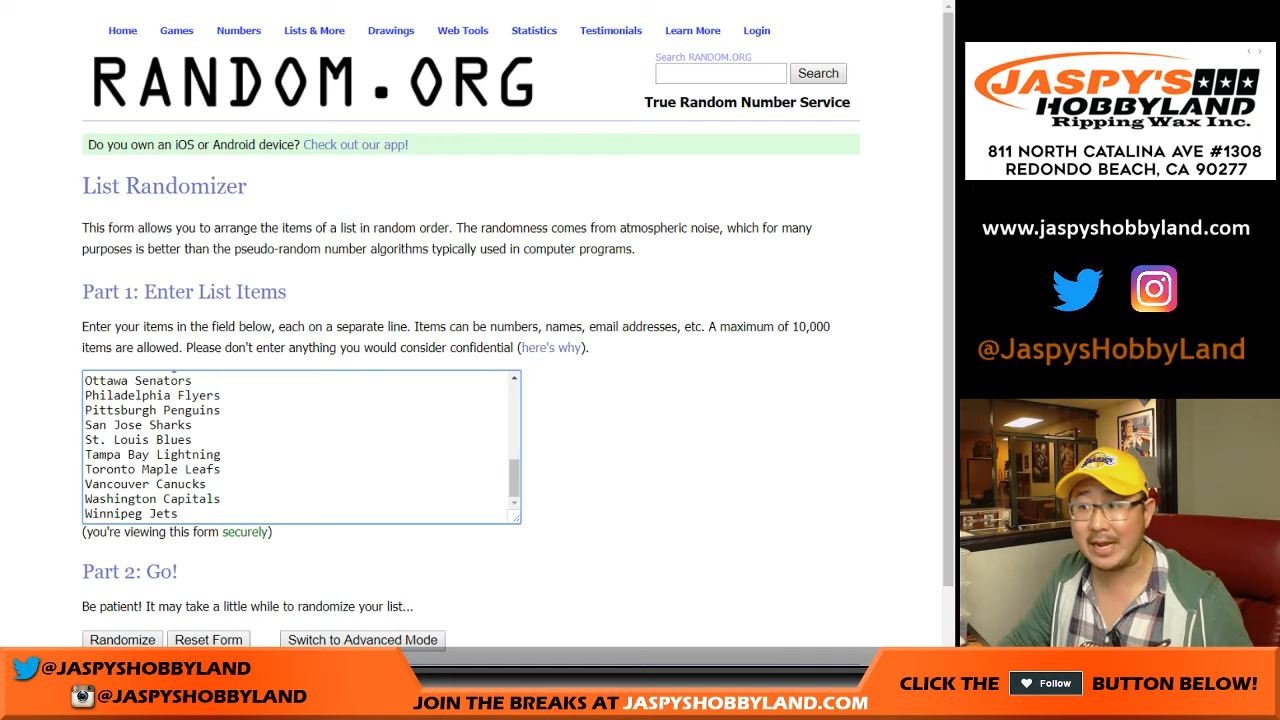 Home Games Numbers Lists & More Drawings Web Tools Statistics Testimonials Learn More Login
RANDOM.ORG
Search RANDOM.ORG
Search
True Random Number Service
Do you own an iOS or Android device? Check out our app!
List Randomizer
This form allows you to arrange the items of a list in random order. The randomness comes from atmospheric noise, which for many
purposes is better than the pseudo-random number algorithms typically used in computer programs.
Part 1: Enter List Items
Enter your items in the field below, each on a separate line. Items can be numbers, names, email addresses, etc. A maximum of 10,000
items are allowed. Please don't enter anything you would consider confidential (here's why).
Ottawa Senators
Philadelphia Flyers
Pittsburgh Penguins
San Jose Sharks
St. Louis Blues
Tampa Bay Lightning
Toronto Maple Leafs
Vancouver Canucks
Washington Capitals
Winnipeg Jets
(you're viewing this form securely)
Part 2: Go!
Be patient! It may take a little while to randomize your list...
Randomize Reset Form Switch to Advanced Mode
JASPY'S
HOBBYLAND
Ripping Wax Inc.
811 NORTH CATALINA AVE #1308
REDONDO BEACH, CA 90277
www.jaspyshobbyland.com
@JaspysHobbyLand
@JASPYSHOBBYLAND
@JASPYSHOBBYLAND
JOIN THE BREAKS AT JASPYSHOBBYLAND.COM
CLICK THE Follow BUTTON BELOW!